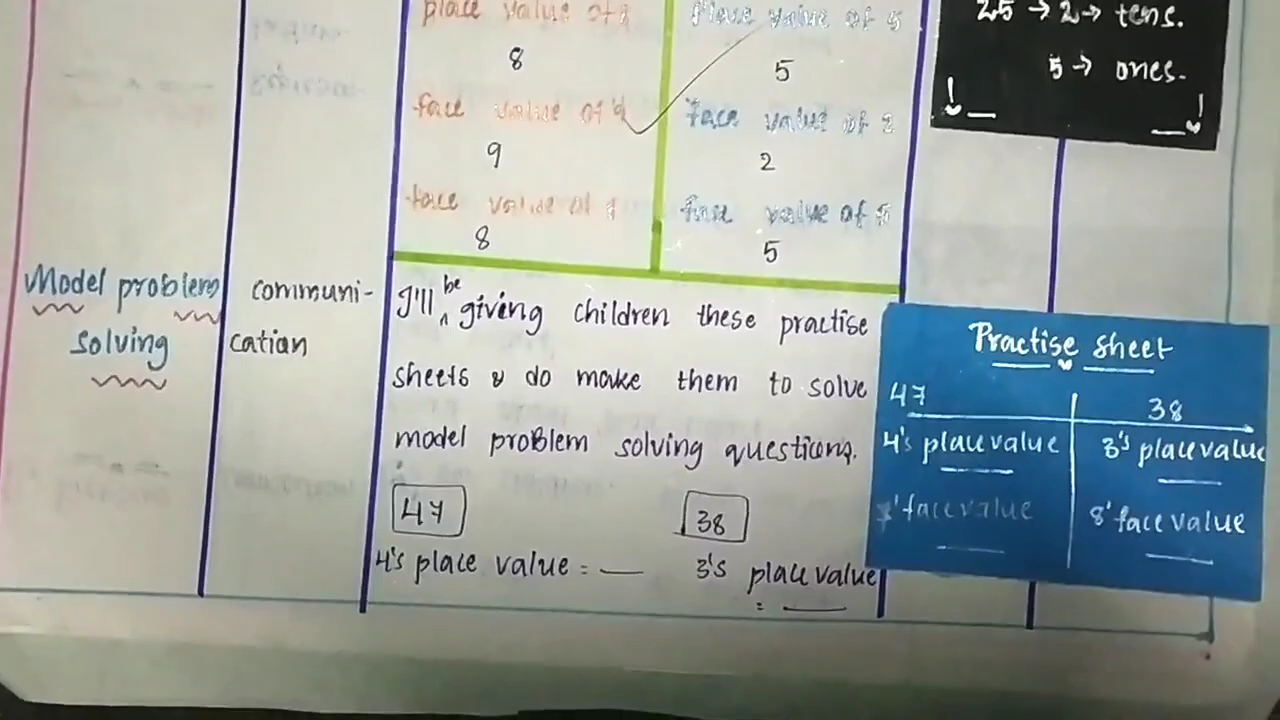 place value of
8
face value of 9
9
face value of
8
Place value of 5
5
face value of 2
2
face value of 5
5
25 → 2 → tens.
5 → ones.
Model problem
solving
communi-
cation
I'll be giving children these practise
sheets & do make them to solve
model problem solving questions.
47
38
4's place value = __
3's place value
= __
Practise sheet
47
38
4's place value
3's place value
7' face value
8' face value